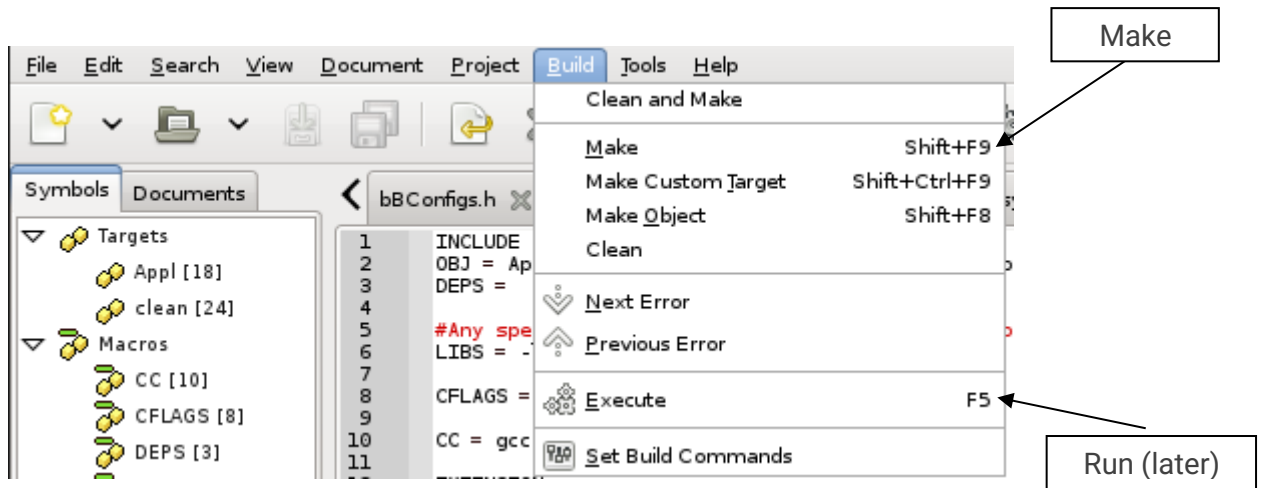 Make
File Edit Search View Document Project Build Tools Help
Clean and Make
Make Shift+F9
Make Custom Target Shift+Ctrl+F9
Make Object Shift+F8
Clean
Next Error
Previous Error
Execute F5
Set Build Commands
Symbols Documents
Targets
Appl [18]
clean [24]
Macros
CC [10]
CFLAGS [8]
DEPS [3]
bBConfigs.h
1 INCLUDE
2 OBJ = Ap
3 DEPS =
4
5 #Any spe
6 LIBS = -
7
8 CFLAGS =
9
10 CC = gcc
11
Run (later)